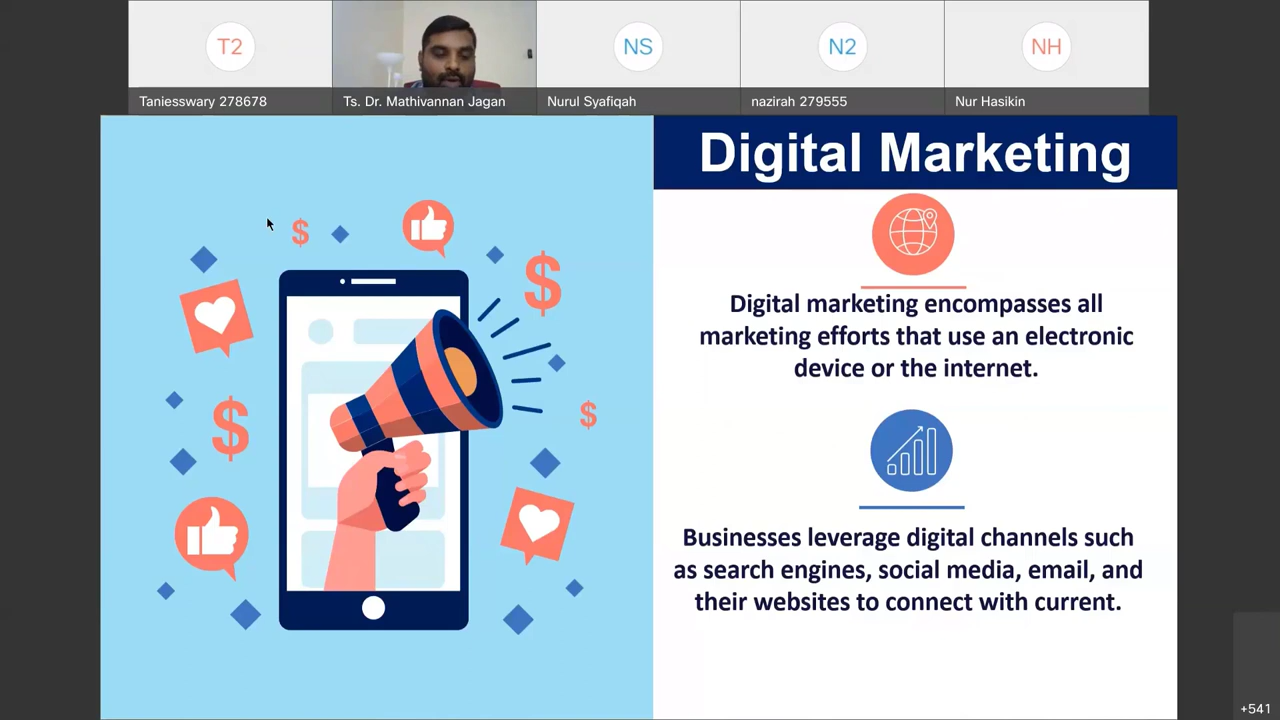 T2
NS
N2
NH
Taniesswary 278678
Ts. Dr. Mathivannan Jagan
Nurul Syafiqah
nazirah 279555
Nur Hasikin
Digital Marketing
$
$
$
$
Digital marketing encompasses all
marketing efforts that use an electronic
device or the internet.
Businesses leverage digital channels such
as search engines, social media, email, and
their websites to connect with current.
+541